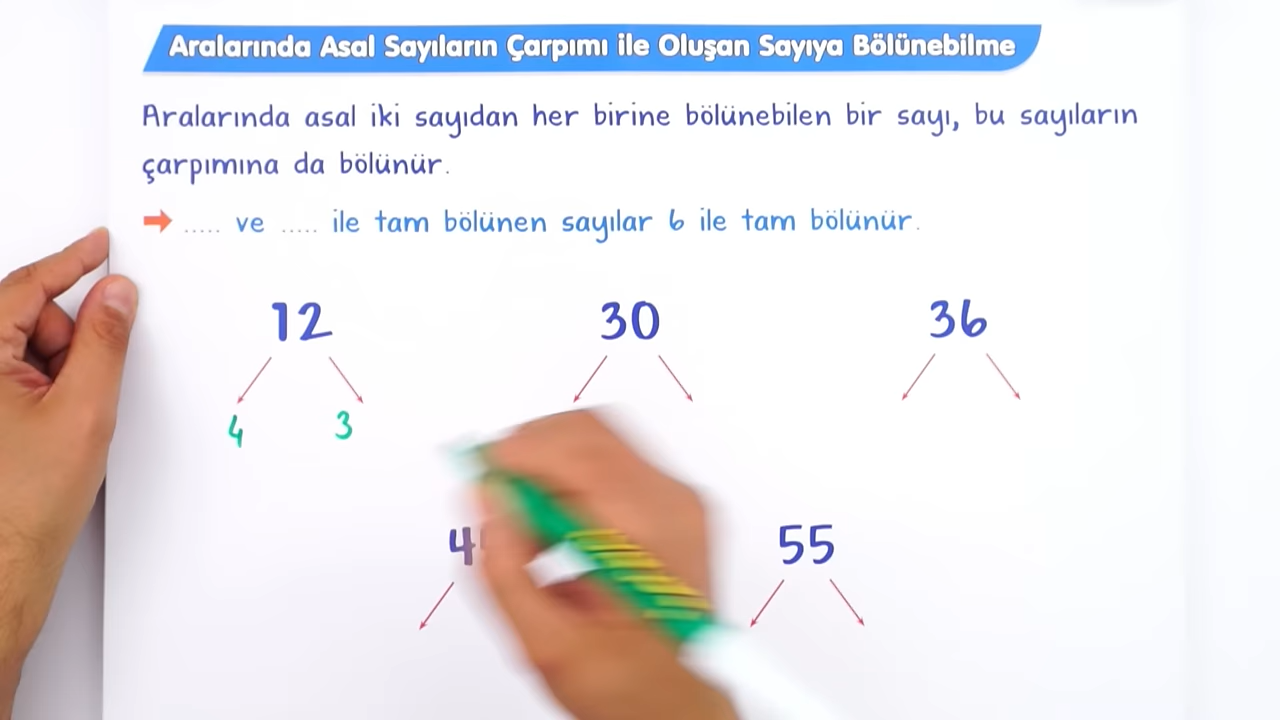 Aralarında Asal Sayıların Çarpımı ile Oluşan Sayıya Bölünebilme
Aralarında asal iki sayıdan her birine bölünebilen bir sayı, bu sayıların
çarpımına da bölünür.
..... ve ..... ile tam bölünen sayılar 6 ile tam bölünür.
12 30 36
4 3
55